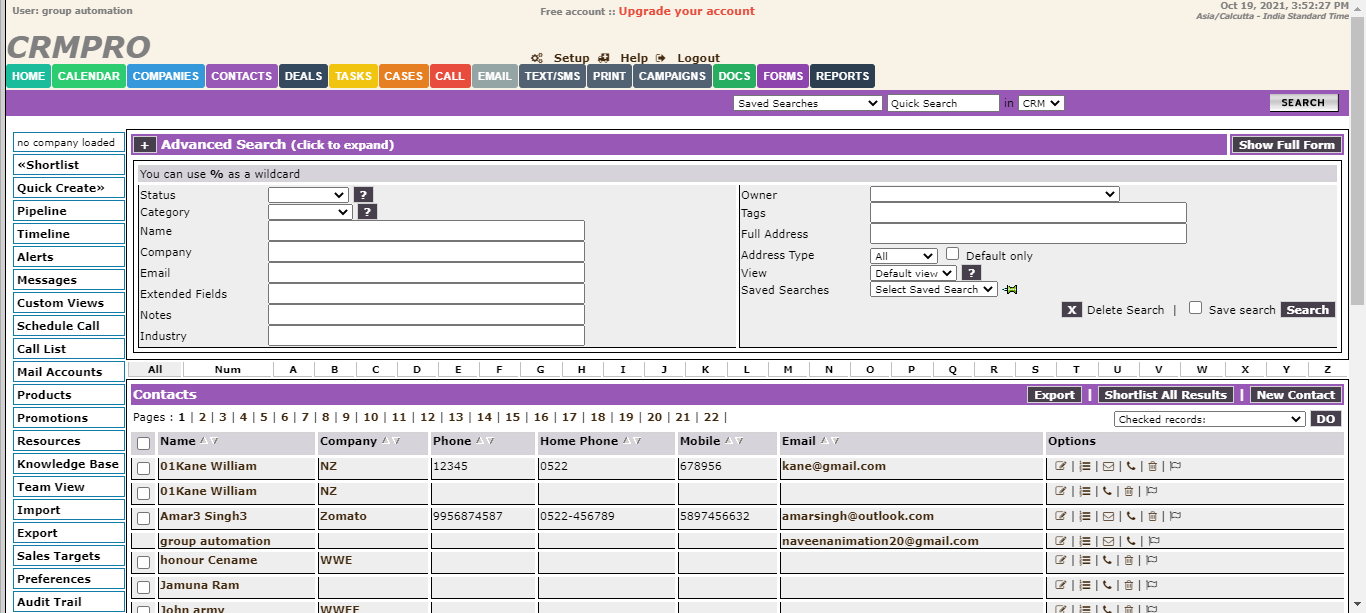 User: group automation
Free account :: Upgrade your account
Oct 19, 2021, 3:52:27 PM
Asia/Calcutta - India Standard Time
CRMPRO
Setup Help Logout
HOME CALENDAR COMPANIES CONTACTS DEALS TASKS CASES CALL EMAIL TEXT/SMS PRINT CAMPAIGNS DOCS FORMS REPORTS
Saved Searches Quick Search in CRM SEARCH
no company loaded
«Shortlist
Quick Create»
Pipeline
Timeline
Alerts
Messages
Custom Views
Schedule Call
Call List
Mail Accounts
Products
Promotions
Resources
Knowledge Base
Team View
Import
Export
Sales Targets
Preferences
Audit Trail
+ Advanced Search (click to expand) Show Full Form
You can use % as a wildcard
Status ?
Category ?
Name
Company
Email
Extended Fields
Notes
Industry
Owner
Tags
Full Address
Address Type All Default only
View Default view ?
Saved Searches Select Saved Search
X Delete Search | Save search Search
All Num A B C D E F G H I J K L M N O P Q R S T U V W X Y Z
Contacts Export | Shortlist All Results | New Contact
Pages : 1 | 2 | 3 | 4 | 5 | 6 | 7 | 8 | 9 | 10 | 11 | 12 | 13 | 14 | 15 | 16 | 17 | 18 | 19 | 20 | 21 | 22 |
Checked records: DO
Name Company Phone Home Phone Mobile Email Options
01Kane William NZ 12345 0522 678956 kane@gmail.com | | | | |
01Kane William NZ | | | |
Amar3 Singh3 Zomato 9956874587 0522-456789 5897456632 amarsingh@outlook.com | | | | |
group automation naveenanimation20@gmail.com | | | |
honour Cename WWE | | | |
Jamuna Ram | | | |
John army WWEF | | | |